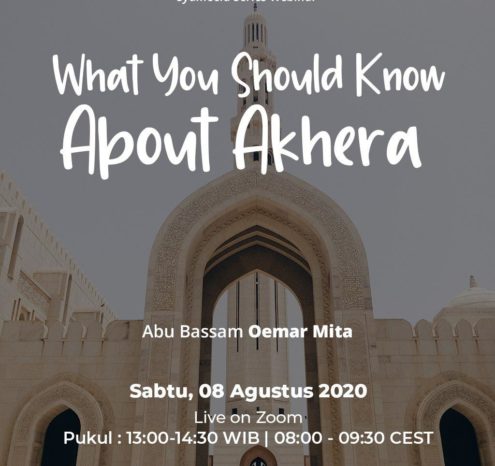 Webinar
What You Should Know
About Akhera
Abu Bassam Oemar Mita
Sabtu, 08 Agustus 2020
Live on Zoom
Pukul : 13:00-14:30 WIB | 08:00 - 09:30 CEST